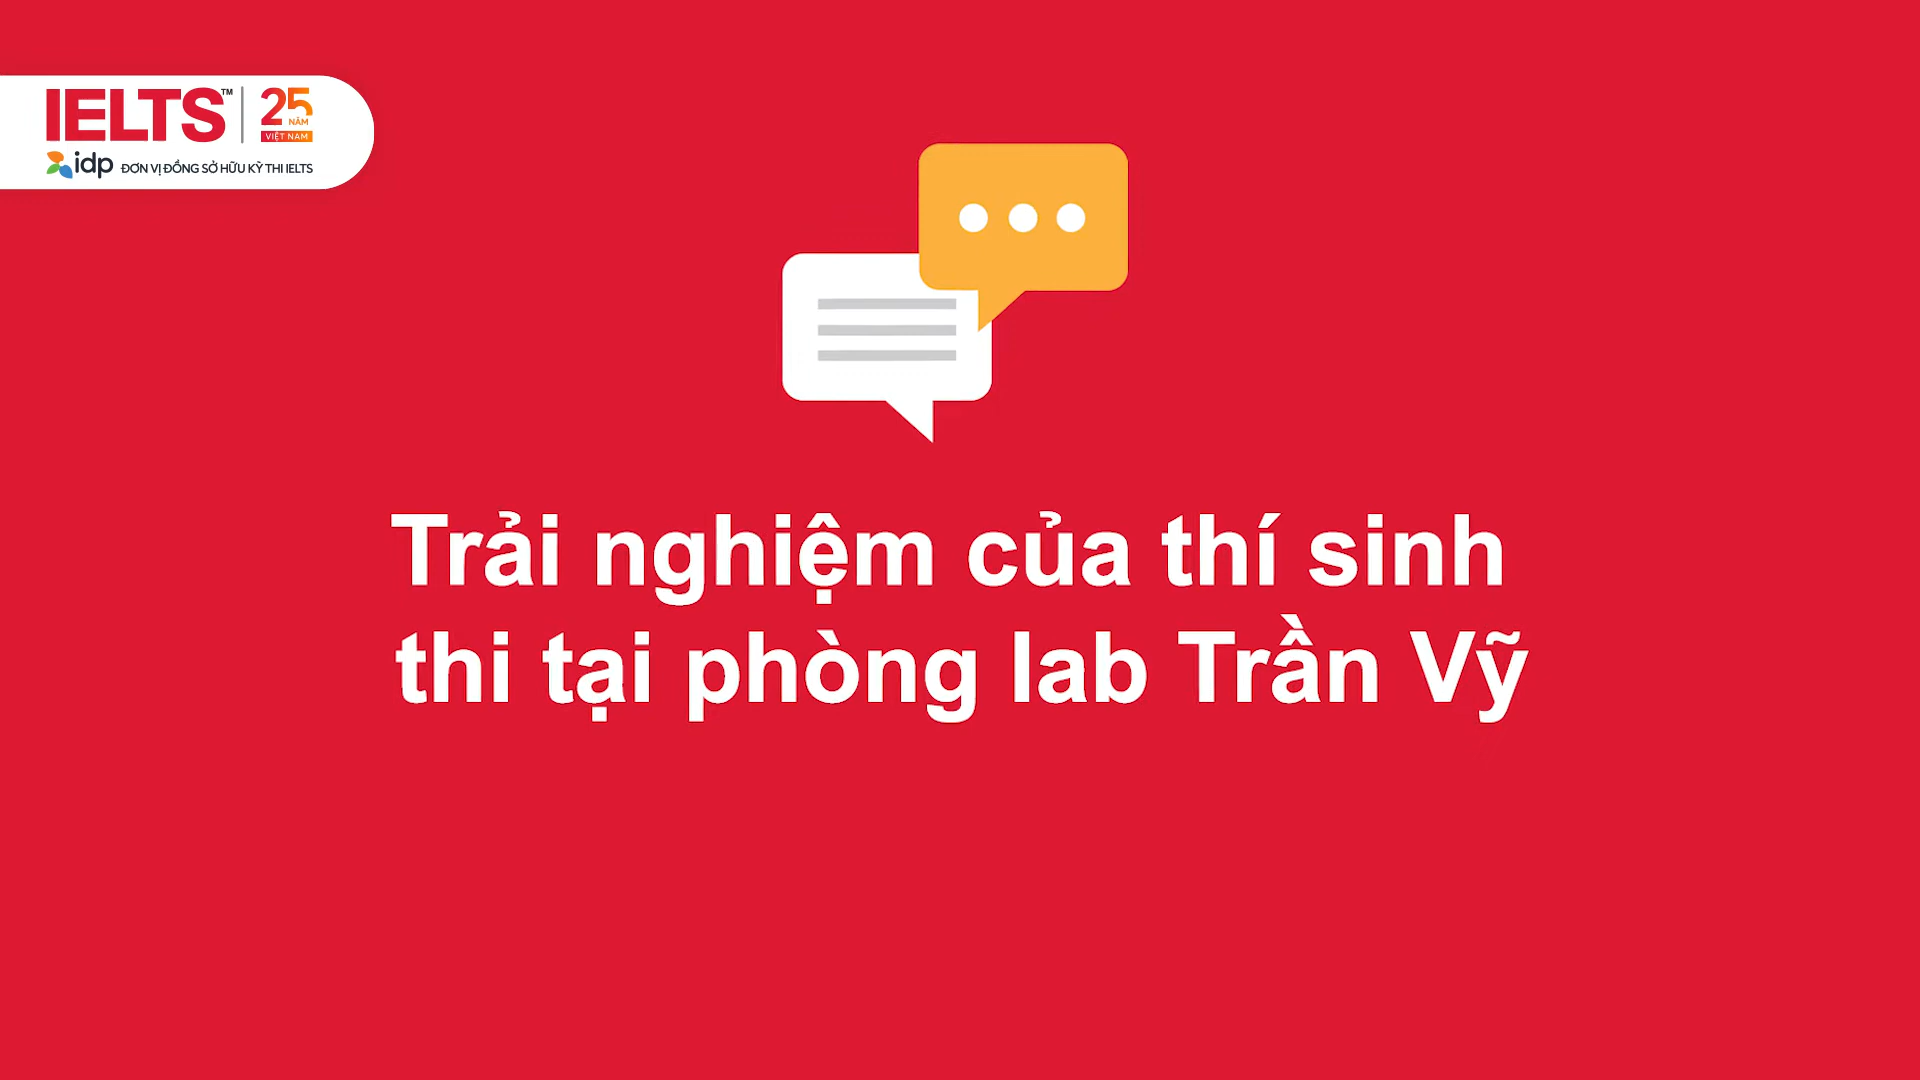 IELTS™
25
NĂM
VIỆT NAM
idp ĐƠN VỊ ĐỒNG SỞ HỮU KỲ THI IELTS
Trải nghiệm của thí sinh
thi tại phòng lab Trần Vỹ